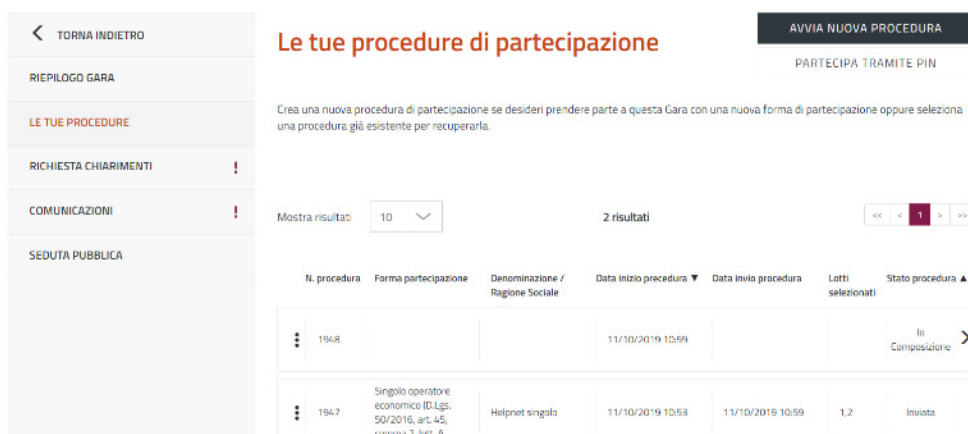 TORNA INDIETRO
RIEPILOGO GARA
LE TUE PROCEDURE
RICHIESTA CHIARIMENTI !
COMUNICAZIONI !
SEDUTA PUBBLICA
Le tue procedure di partecipazione
AVVIA NUOVA PROCEDURA
PARTECIPA TRAMITE PIN
Crea una nuova procedura di partecipazione se desideri prendere parte a questa Gara con una nuova forma di partecipazione oppure seleziona
una procedura già esistente per recuperarla.
Mostra risultati 10 2 risultati << < 1 > >>
N. procedura Forma partecipazione Denominazione / Data inizio precedura ▼ Data invio procedura Lotti Stato procedura ▲
Ragione Sociale selezionati
1948 11/10/2019 10:59 In
Composizione
Singolo operatore
economico (D.Lgs.
1947 50/2016, art. 45, Helpnet singolo 11/10/2019 10:53 11/10/2019 10:59 1,2 Inviata
comma 2, lett. A